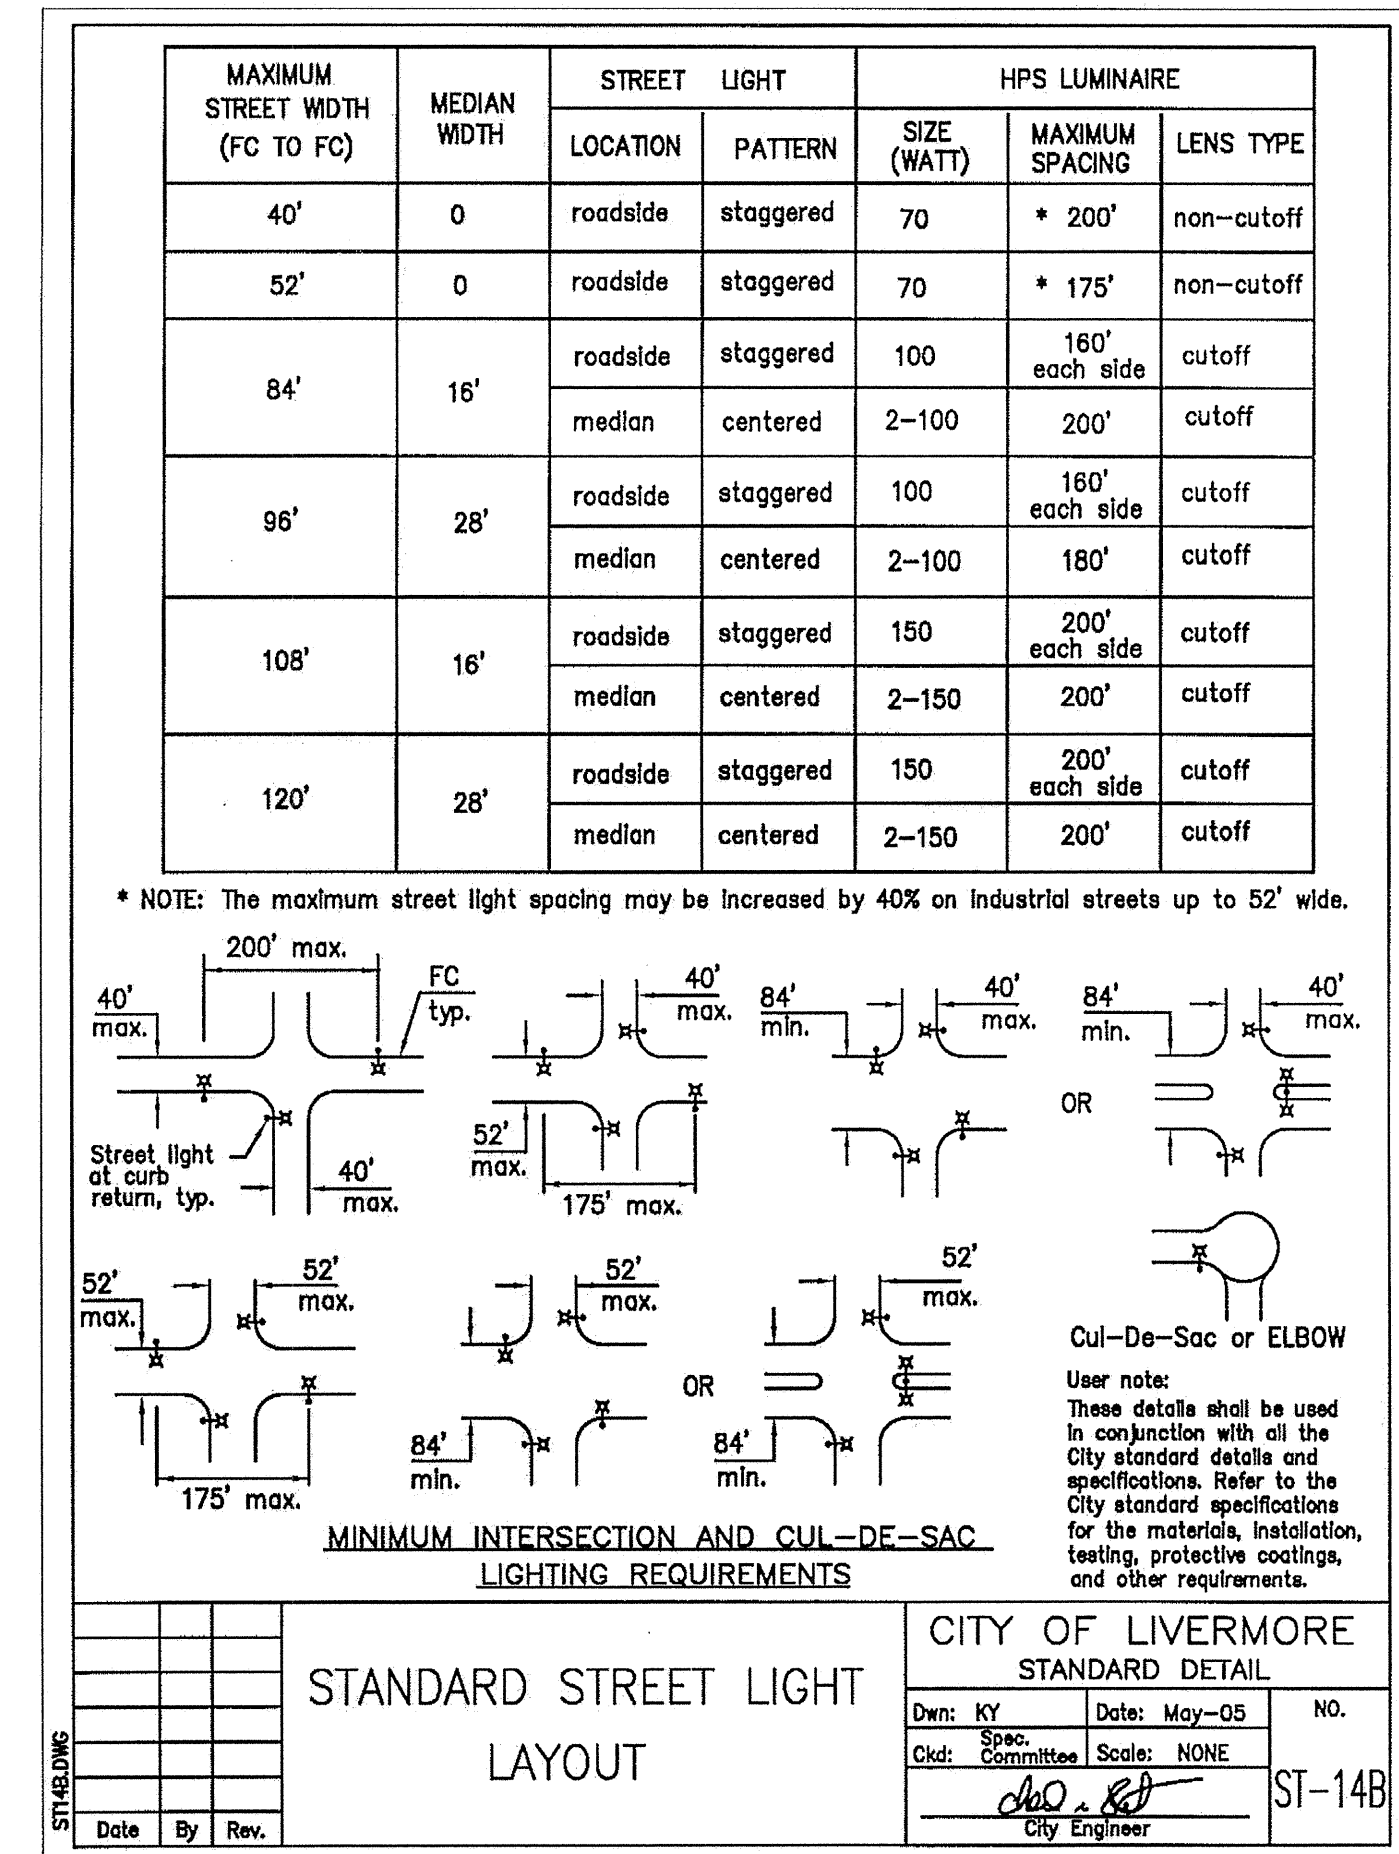 MAXIMUM STREET WIDTH (FC TO FC)
MEDIAN WIDTH
STREET LIGHT
HPS LUMINAIRE
LOCATION PATTERN SIZE (WATT) MAXIMUM SPACING LENS TYPE
40' 0 roadside staggered 70 * 200' non-cutoff
52' 0 roadside staggered 70 * 175' non-cutoff
84' 16' roadside staggered 100 160' each side cutoff
median centered 2-100 200' cutoff
96' 28' roadside staggered 100 160' each side cutoff
median centered 2-100 180' cutoff
108' 16' roadside staggered 150 200' each side cutoff
median centered 2-150 200' cutoff
120' 28' roadside staggered 150 200' each side cutoff
median centered 2-150 200' cutoff
* NOTE: The maximum street light spacing may be increased by 40% on industrial streets up to 52' wide.
200' max.
40' max.
FC typ.
Street light
at curb
return, typ.
40' max.
40' max.
52' max.
175' max.
84' min.
40' max.
OR
84' min.
40' max.
52' max.
52' max.
175' max.
52' max.
84' min.
OR
52' max.
84' min.
Cul-De-Sac or ELBOW
User note:
These details shall be used
in conjunction with all the
City standard details and
specifications. Refer to the
City standard specifications
for the materials, installation,
testing, protective coatings,
and other requirements.
MINIMUM INTERSECTION AND CUL-DE-SAC
LIGHTING REQUIREMENTS
ST14B.DWG
Date By Rev.
STANDARD STREET LIGHT
LAYOUT
CITY OF LIVERMORE
STANDARD DETAIL
Dwn: KY Date: May-05 NO.
Ckd: Spec. Committee Scale: NONE
ST-14B
City Engineer